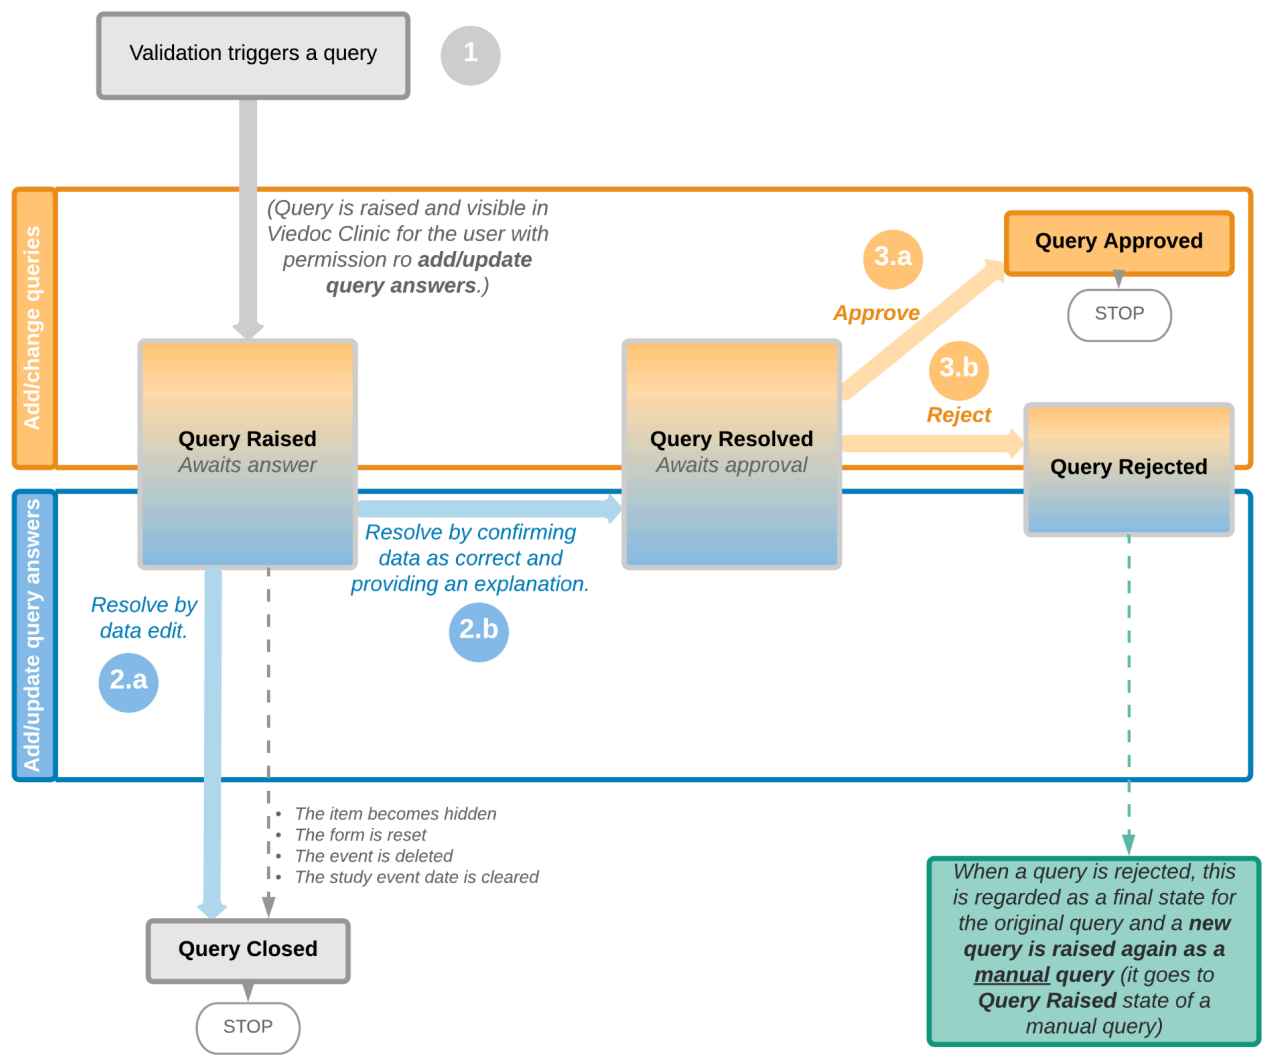 Validation triggers a query
1
Add/change queries
(Query is raised and visible in
Viedoc Clinic for the user with
permission ro add/update
query answers.)
3.a
Approve
Query Approved
STOP
3.b
Reject
Query Raised
Awaits answer
Query Resolved
Awaits approval
Query Rejected
Add/update query answers
Resolve by confirming
data as correct and
providing an explanation.
2.b
Resolve by
data edit.
2.a
• The item becomes hidden
• The form is reset
• The event is deleted
• The study event date is cleared
Query Closed
STOP
When a query is rejected, this
is regarded as a final state for
the original query and a new
query is raised again as a
manual query (it goes to
Query Raised state of a
manual query)